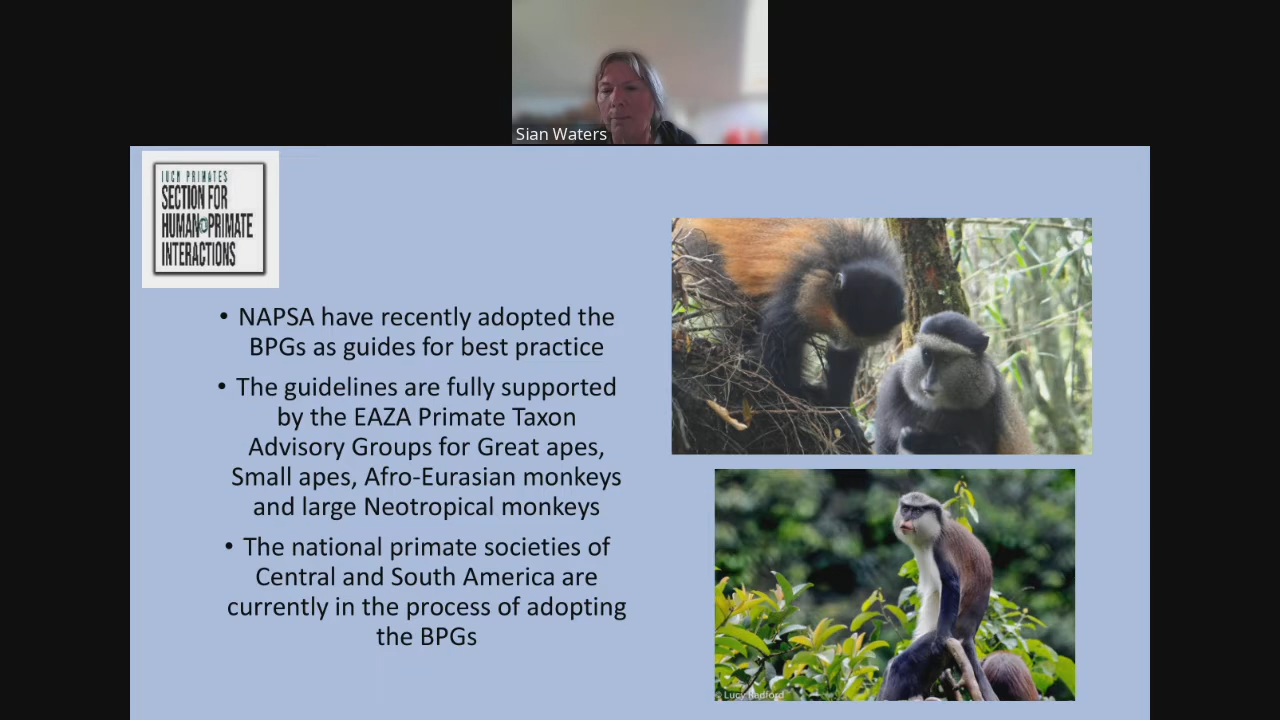 Sian Waters
IUCN PRIMATES
SECTION FOR
HUMAN PRIMATE
INTERACTIONS
• NAPSA have recently adopted the
BPGs as guides for best practice
• The guidelines are fully supported
by the EAZA Primate Taxon
Advisory Groups for Great apes,
Small apes, Afro-Eurasian monkeys
and large Neotropical monkeys
• The national primate societies of
Central and South America are
currently in the process of adopting
the BPGs
© Lucy Radford